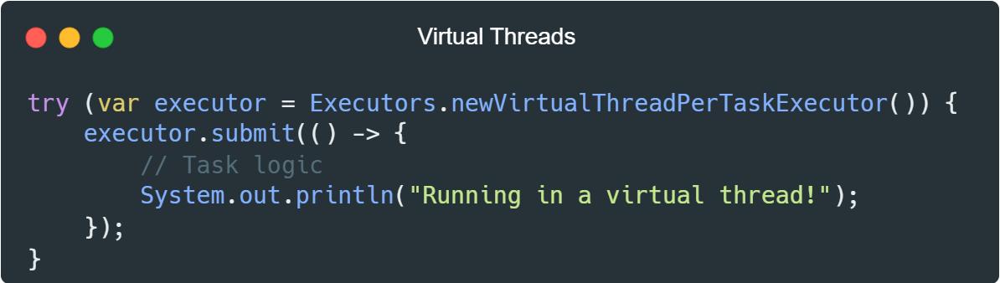 Virtual Threads
try (var executor = Executors.newVirtualThreadPerTaskExecutor()) {
    executor.submit(() -> {
        // Task logic
        System.out.println("Running in a virtual thread!");
    });
}